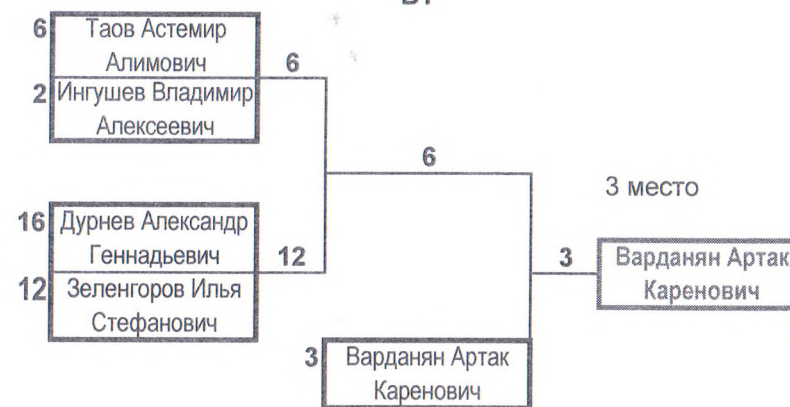 6 Таов Астемир
Алимович
6
2 Ингушев Владимир
Алексеевич
6
3 место
16 Дурнев Александр
Геннадьевич
12
12 Зеленгоров Илья
Стефанович
3
Варданян Артак
Каренович
3 Варданян Артак
Каренович